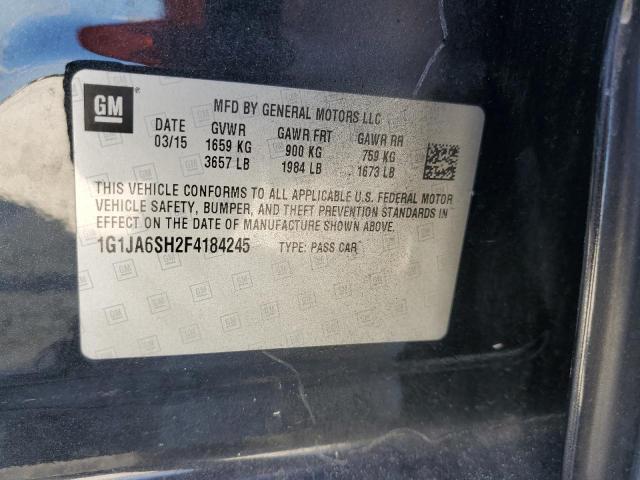 GM
MFD BY GENERAL MOTORS LLC
DATE GVWR GAWR FRT GAWR RR
03/15 1659 KG 900 KG 759 KG
3657 LB 1984 LB 1673 LB
THIS VEHICLE CONFORMS TO ALL APPLICABLE U.S. FEDERAL MOTOR
VEHICLE SAFETY, BUMPER, AND THEFT PREVENTION STANDARDS IN
EFFECT ON THE DATE OF MANUFACTURE SHOWN ABOVE.
1G1JA6SH2F4184245 TYPE: PASS CAR